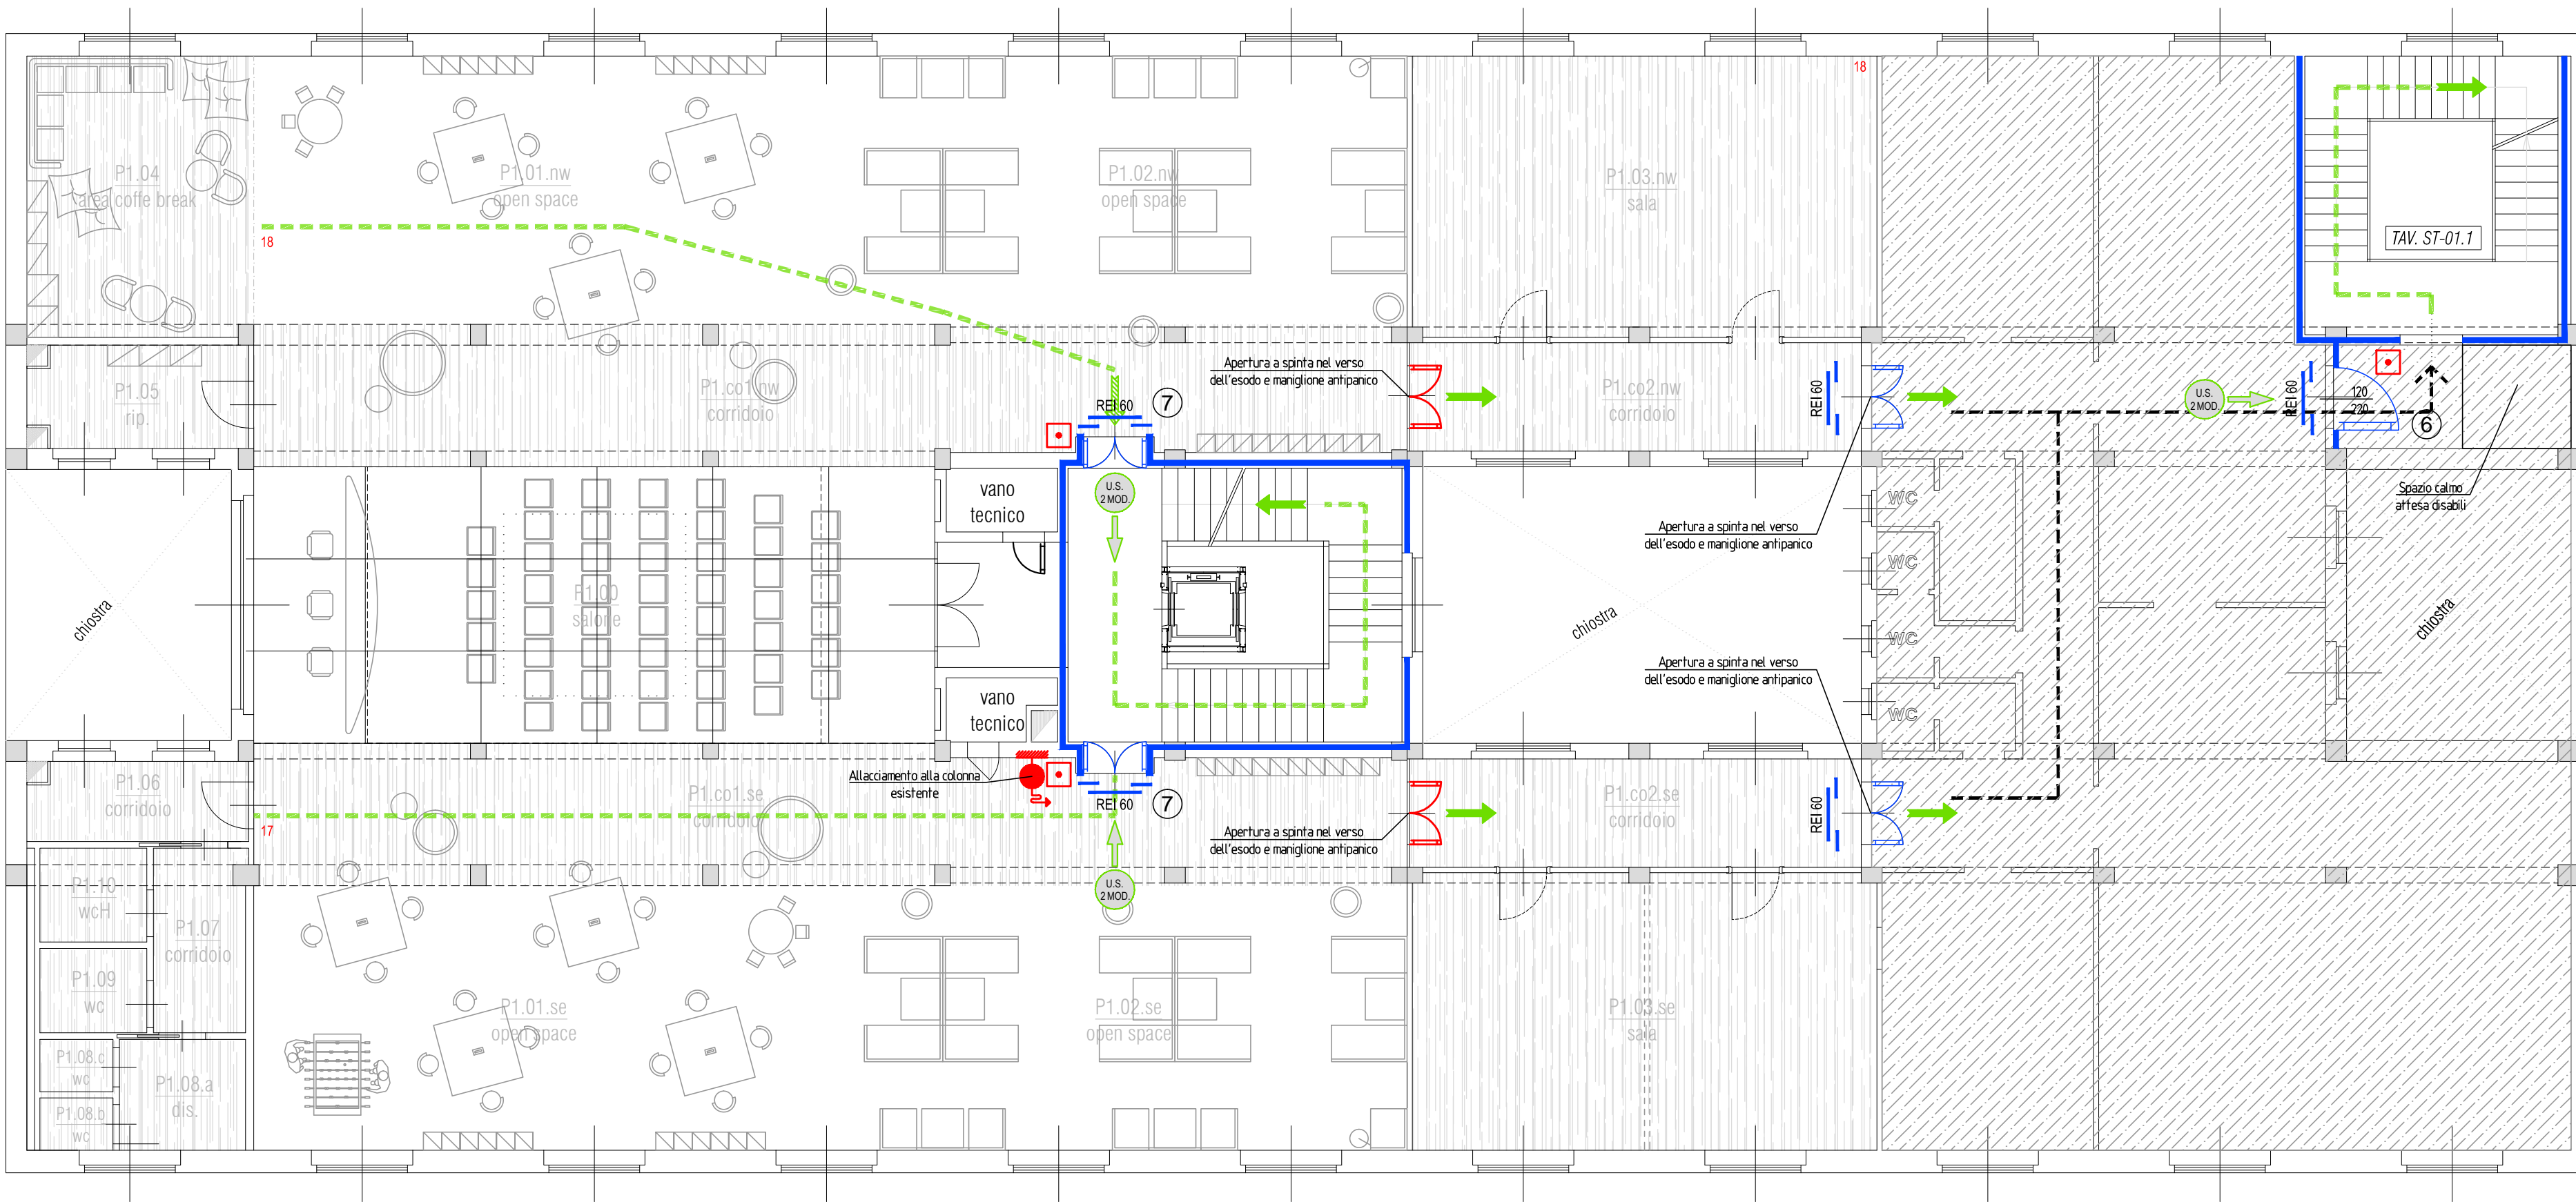 18
P1.04
area coffe break
P1.01.nw
open space
P1.02.nw
open space
P1.03.nw
sala
TAV. ST-01.1
18
P1.05
rip.
P1.co1.nw
corridoio
Apertura a spinta nel verso
dell'esodo e maniglione antipanico
P1.co2.nw
corridoio
REI 60
7
REI 60
U.S.
2 MOD.
REI 60
120
220
6
vano
tecnico
U.S.
2 MOD.
WC
Spazio calmo
attesa disabili
Apertura a spinta nel verso
dell'esodo e maniglione antipanico
WC
P1.00
salone
chiostra
chiostra
chiostra
WC
Apertura a spinta nel verso
dell'esodo e maniglione antipanico
vano
tecnico
WC
Allacciamento alla colonna
esistente
P1.06
corridoio
17
P1.co1.se
corridoio
REI 60
7
Apertura a spinta nel verso
dell'esodo e maniglione antipanico
P1.co2.se
corridoio
REI 60
U.S.
2 MOD.
P1.10
wcH
P1.07
corridoio
P1.09
wc
P1.01.se
open space
P1.02.se
open space
P1.03.se
sala
P1.08.c
wc
P1.08.a
dis.
P1.08.b
wc